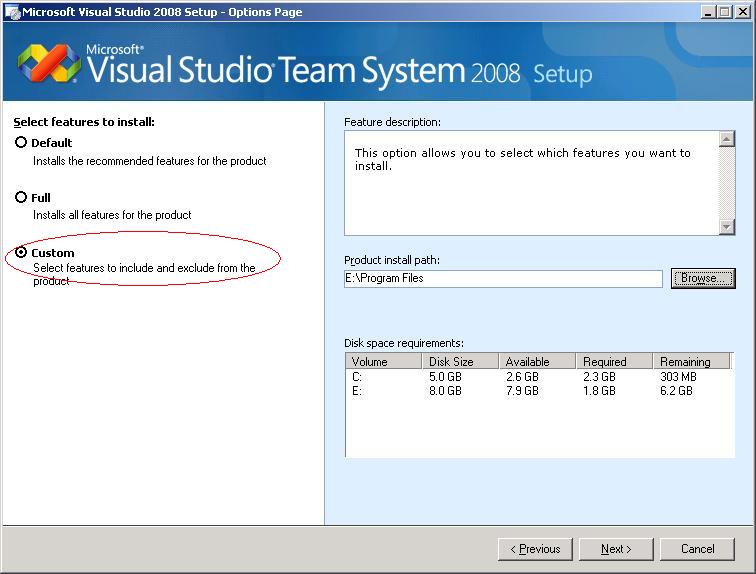 Microsoft Visual Studio 2008 Setup - Options Page
Microsoft®
Visual Studio® Team System 2008 Setup
Select features to install:
Default
Installs the recommended features for the product
Full
Installs all features for the product
Custom
Select features to include and exclude from the
product
Feature description:
This option allows you to select which features you want to
install.
Product install path:
E:\Program Files
Browse...
Disk space requirements:
Volume Disk Size Available Required Remaining
C: 5.0 GB 2.6 GB 2.3 GB 303 MB
E: 8.0 GB 7.9 GB 1.8 GB 6.2 GB
< Previous Next > Cancel